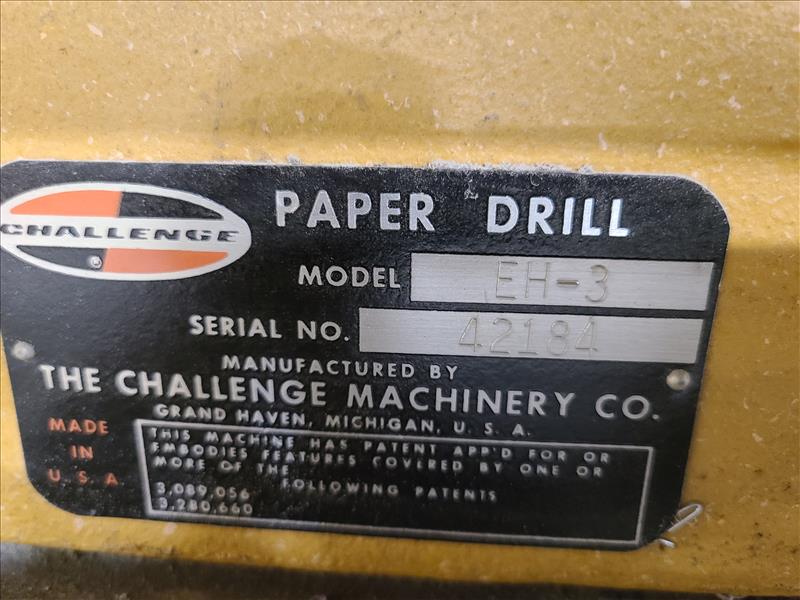 CHALLENGE
PAPER DRILL
MODEL EH-3
SERIAL NO. 42184
MANUFACTURED BY
THE CHALLENGE MACHINERY CO.
GRAND HAVEN, MICHIGAN, U. S. A.
MADE
IN
U. S. A.
THIS MACHINE HAS PATENT APP'D FOR OR
EMBODIES FEATURES COVERED BY ONE OR
MORE OF THE FOLLOWING PATENTS
3,089,056
3,280,660